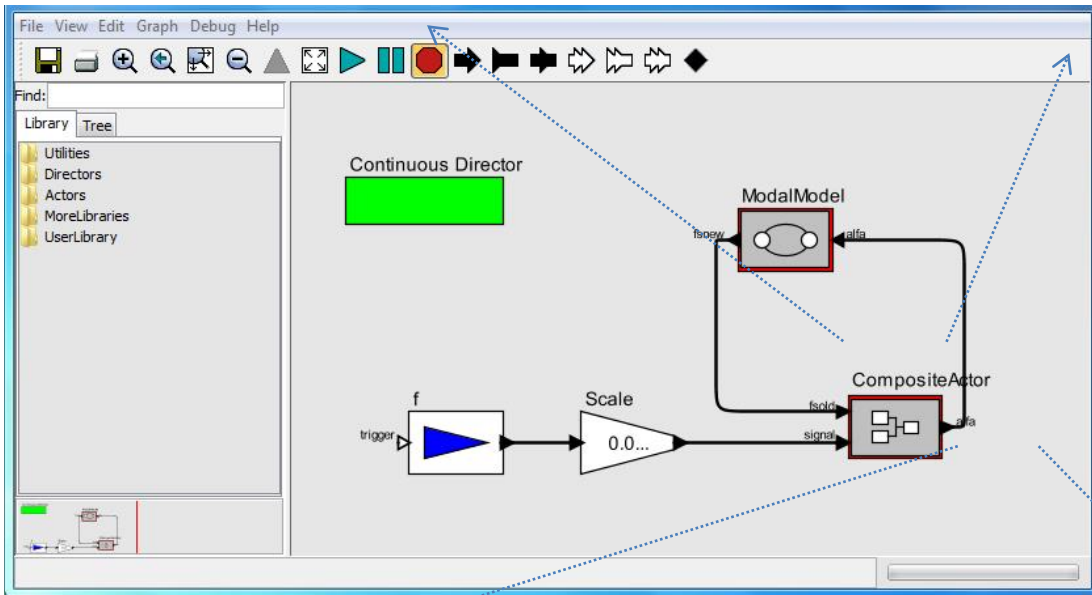 File View Edit Graph Debug Help
Find:
Library Tree
Utilities
Directors
Actors
MoreLibraries
UserLibrary
Continuous Director
ModalModel
fsnew
alfa
f
trigger
Scale
0.0...
CompositeActor
fsold
signal
alfa